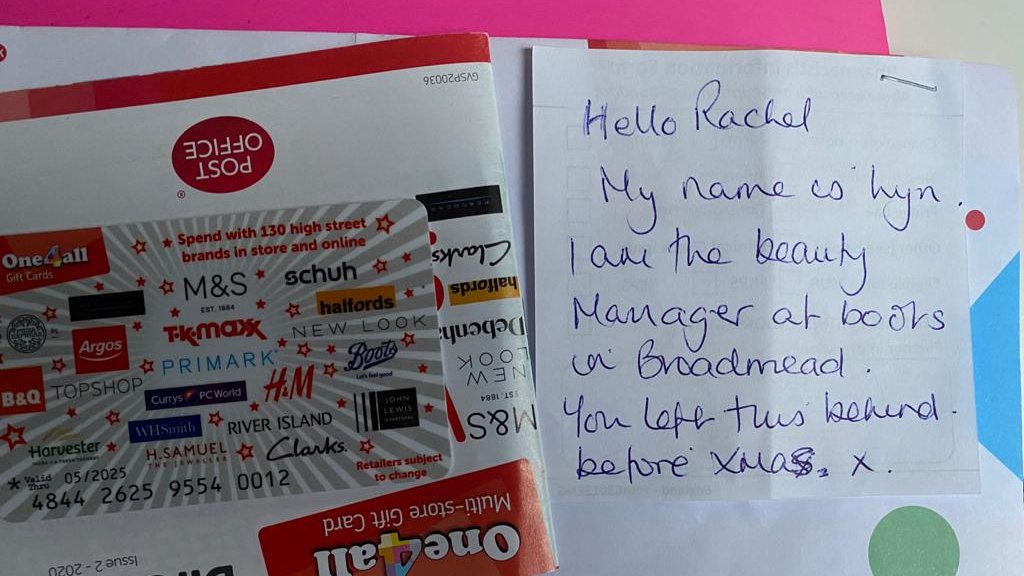 GVSP20036
POST
OFFICE
®
One4all
Gift Cards
Spend with 130 high street
brands in store and online
M&S
EST. 1884
schuh
halfords
TK·maxx
NEW LOOK
Argos
PRIMARK
Boots
Let's feel good
B&Q
TOPSHOP
Currys PC World
H&M
JOHN
LEWIS
WHSmith
RIVER ISLAND
Harvester
H.SAMUEL
THE JEWELLER
Clarks.
Retailers subject
to change
* Valid
Thru 05/2025
4844 2625 9554 0012
Clarks
halfords
Debenha
NEW
LOOK
EST. 1884
M&S
One4all
Multi-store Gift Card
Issue 2 - 2020
Hello Rachel
My name is Lyn.
I am the beauty
Manager at boots
in Broadmead.
You left this behind
before XMAS. x.